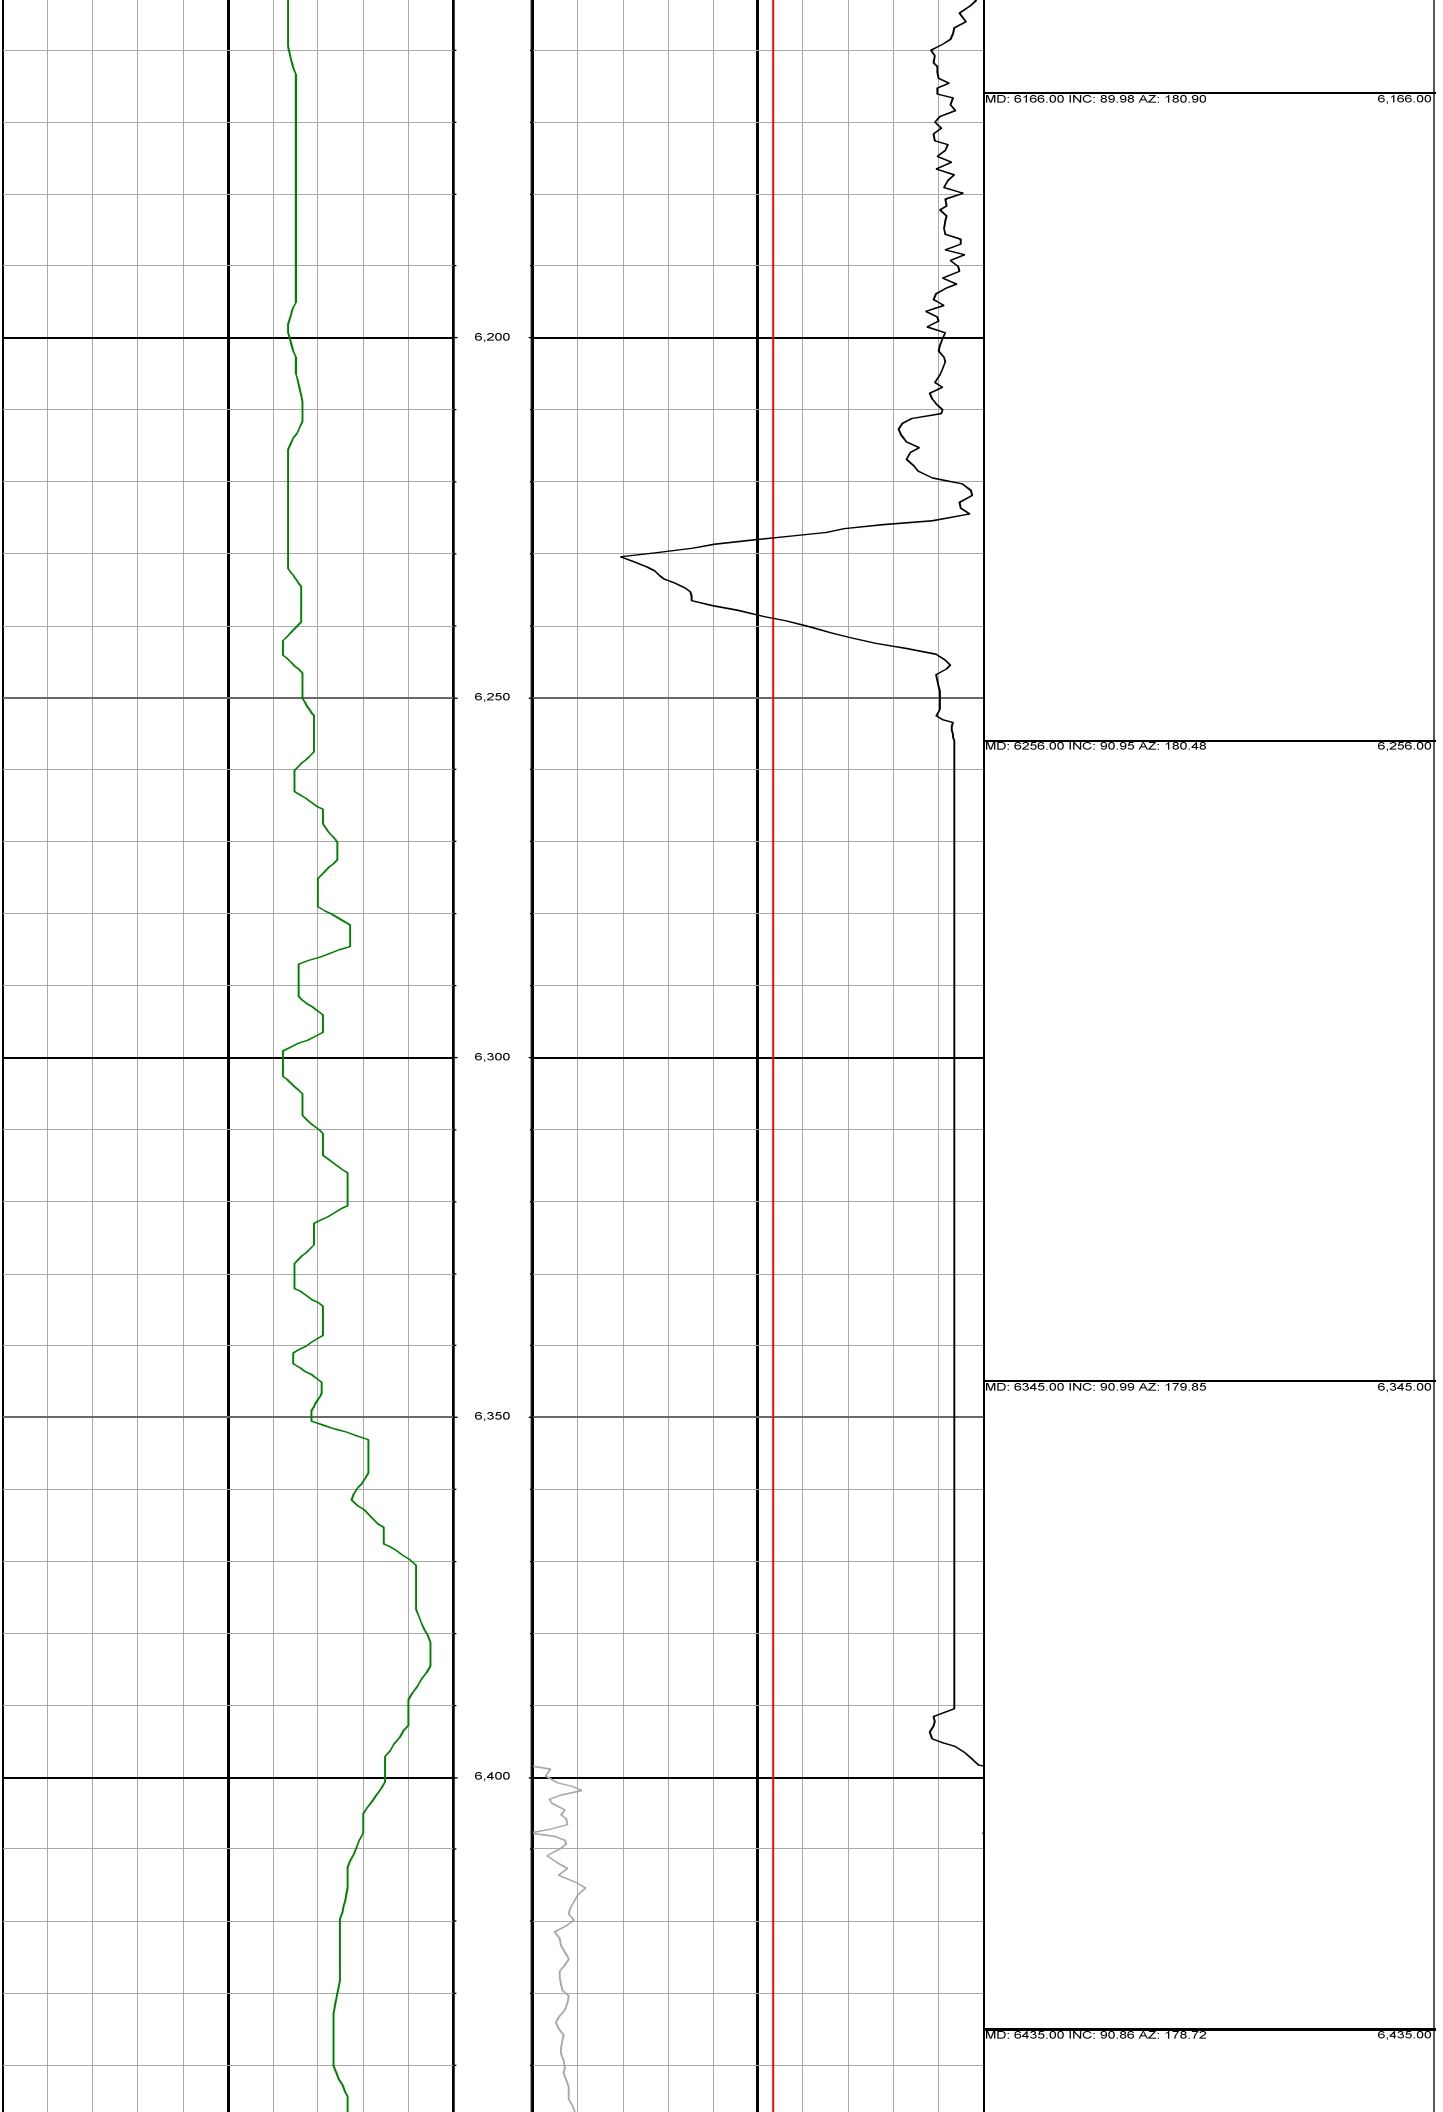 MD: 6166.00 INC: 89.98 AZ: 180.90 6,166.00
6,200
6,250
MD: 6256.00 INC: 90.95 AZ: 180.48 6,256.00
6,300
MD: 6345.00 INC: 90.99 AZ: 179.85 6,345.00
6,350
6,400
MD: 6435.00 INC: 90.86 AZ: 178.72 6,435.00